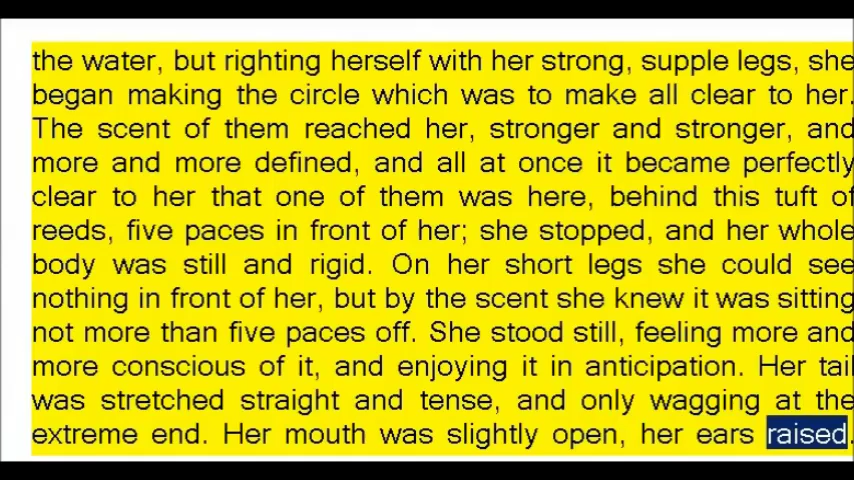 the water, but righting herself with her strong, supple legs, she
began making the circle which was to make all clear to her.
The scent of them reached her, stronger and stronger, and
more and more defined, and all at once it became perfectly
clear to her that one of them was here, behind this tuft of
reeds, five paces in front of her; she stopped, and her whole
body was still and rigid. On her short legs she could see
nothing in front of her, but by the scent she knew it was sitting
not more than five paces off. She stood still, feeling more and
more conscious of it, and enjoying it in anticipation. Her tail
was stretched straight and tense, and only wagging at the
extreme end. Her mouth was slightly open, her ears raised.